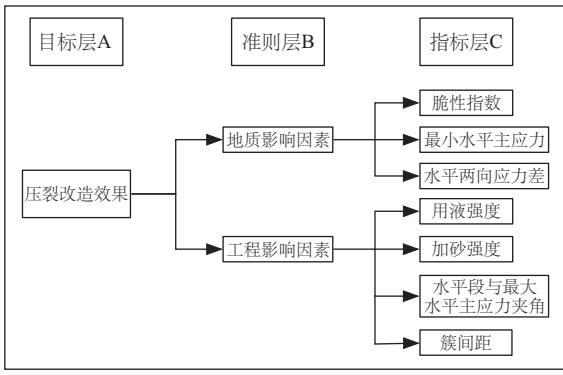 目标层A
准则层B
指标层C
脆性指数
地质影响因素
最小水平主应力
水平两向应力差
压裂改造效果
用液强度
工程影响因素
加砂强度
水平段与最大
水平主应力夹角
簇间距